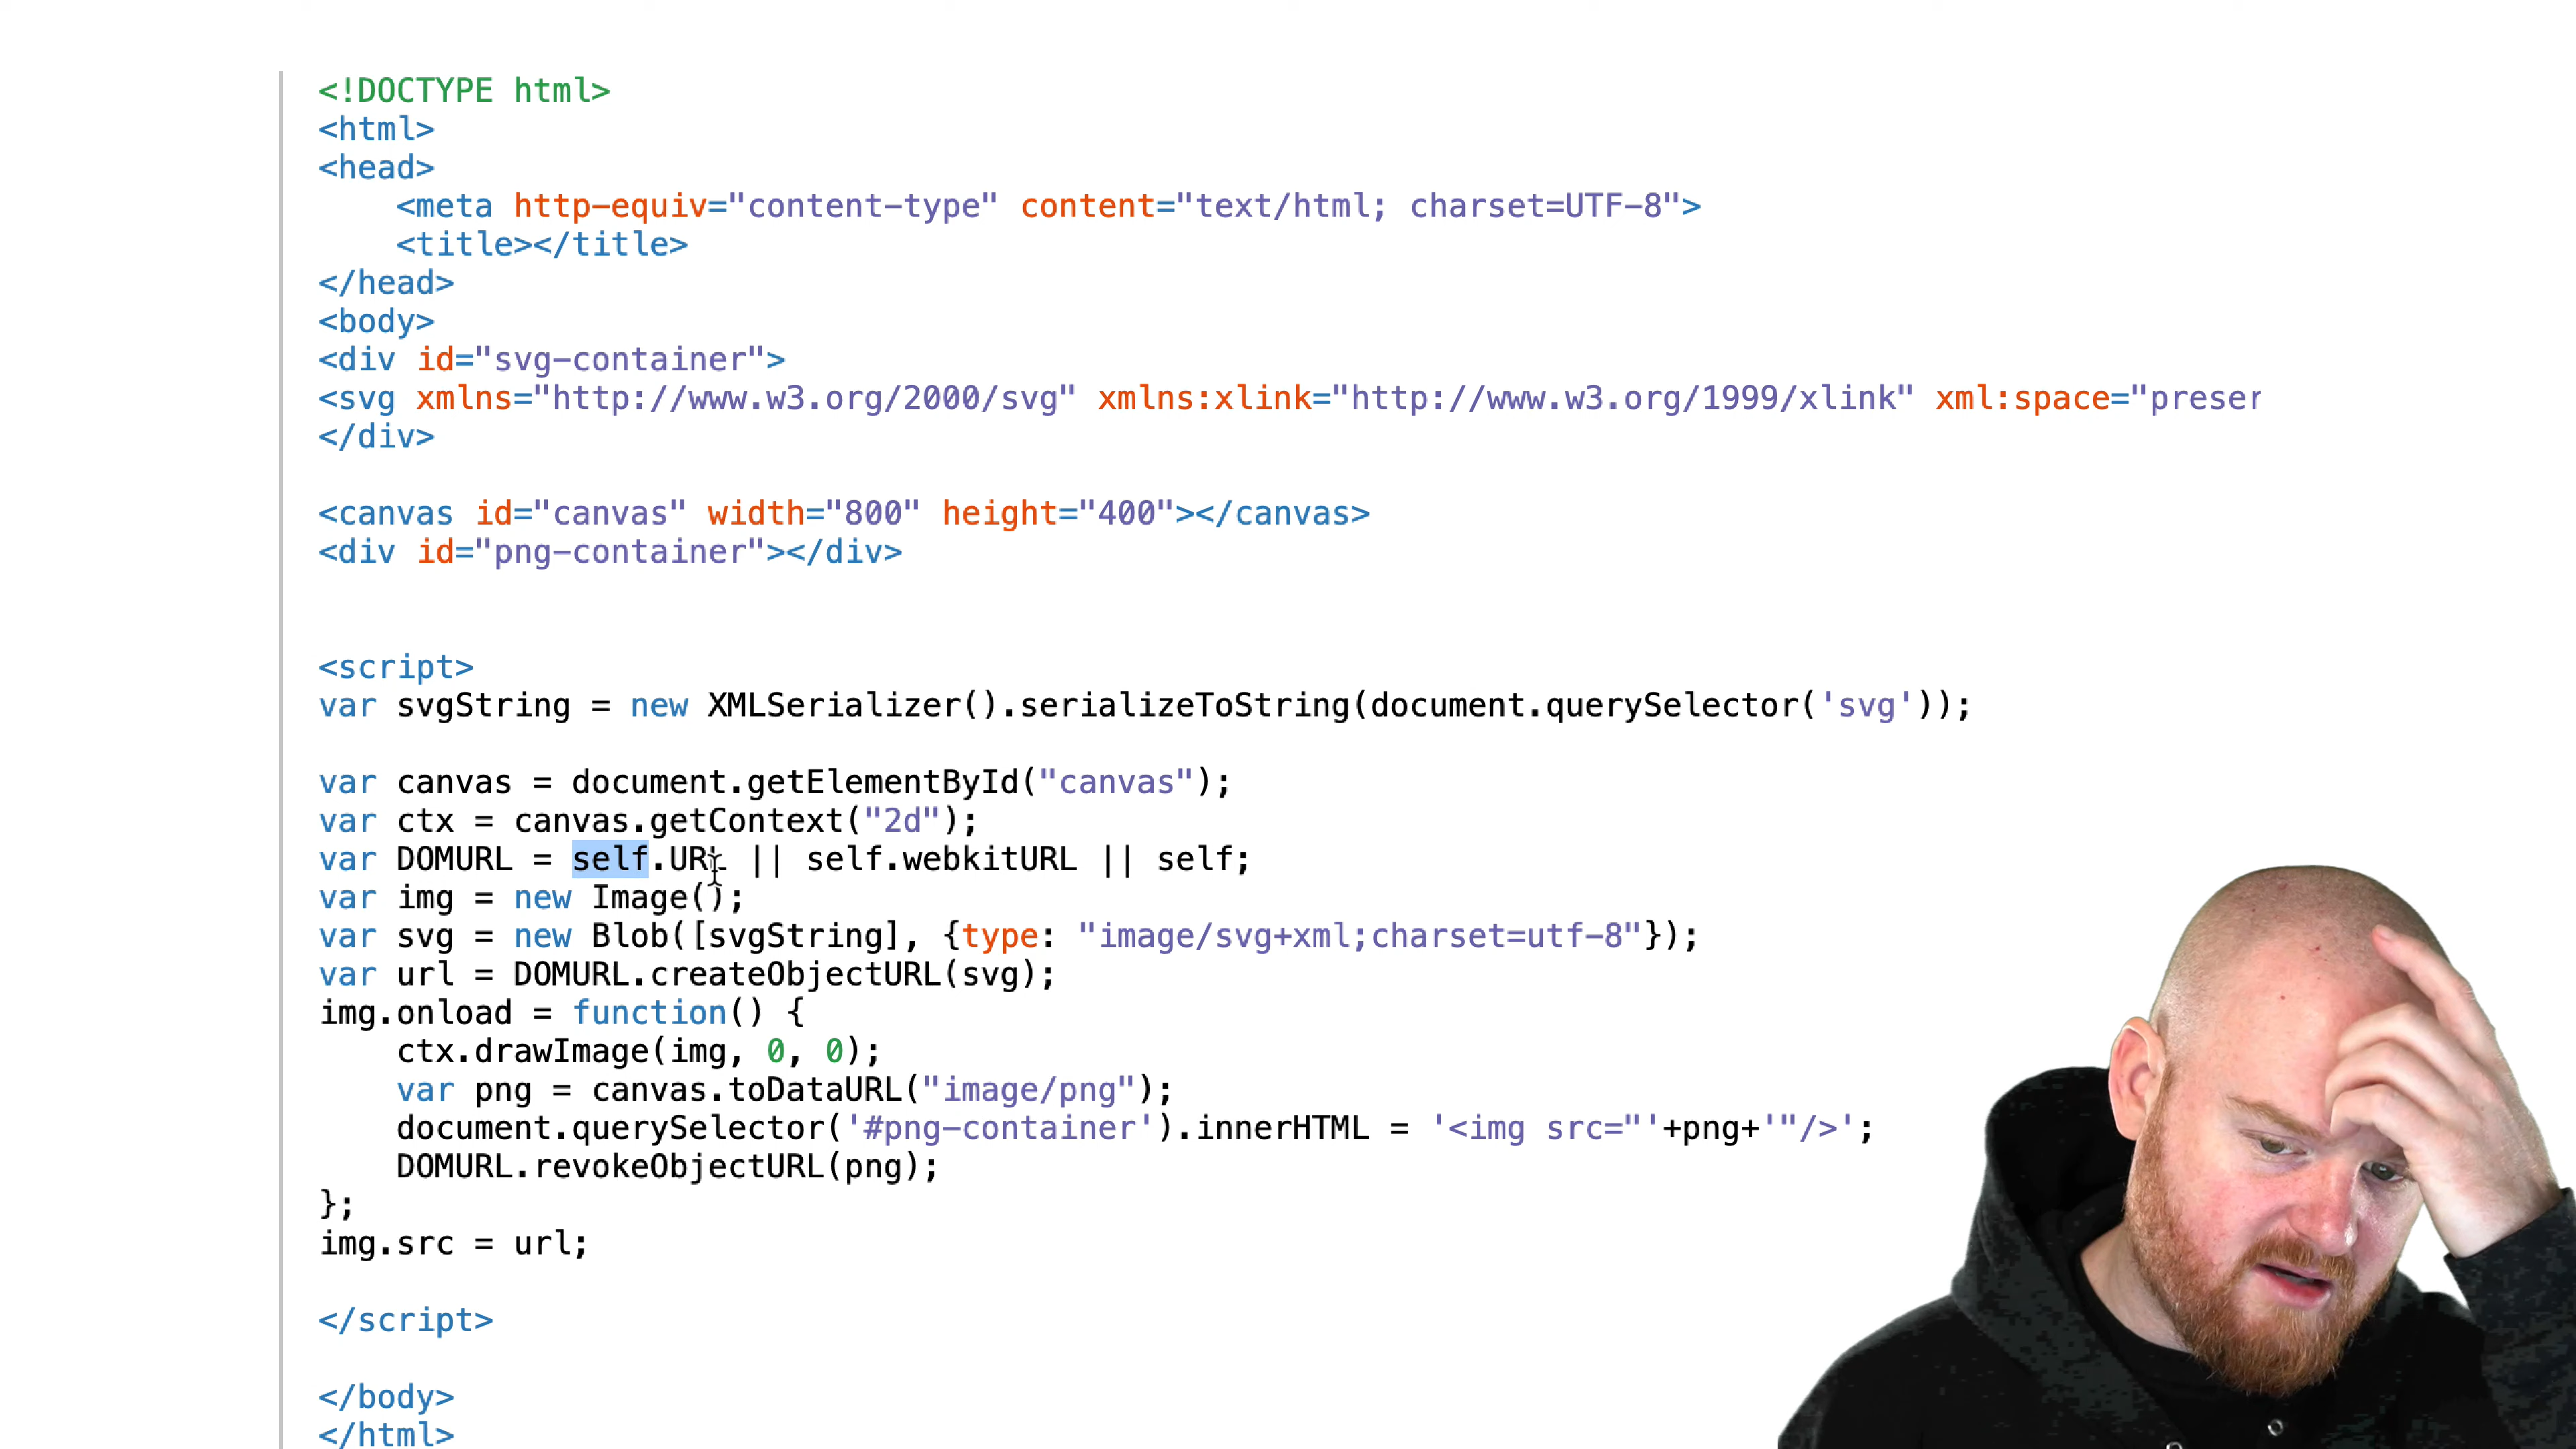 <!DOCTYPE html>
<html>
<head>
<meta http-equiv="content-type" content="text/html; charset=UTF-8">
<title></title>
</head>
<body>
<div id="svg-container">
<svg xmlns="http://www.w3.org/2000/svg" xmlns:xlink="http://www.w3.org/1999/xlink" xml:space="preser
</div>
<canvas id="canvas" width="800" height="400"></canvas>
<div id="png-container"></div>
<script>
var svgString = new XMLSerializer().serializeToString(document.querySelector('svg'));
var canvas = document.getElementById("canvas");
var ctx = canvas.getContext("2d");
var DOMURL = self.URL || self.webkitURL || self;
var img = new Image();
var svg = new Blob([svgString], {type: "image/svg+xml;charset=utf-8"});
var url = DOMURL.createObjectURL(svg);
img.onload = function() {
ctx.drawImage(img, 0, 0);
var png = canvas.toDataURL("image/png");
document.querySelector('#png-container').innerHTML = '<img src="'+png+'"/>';
DOMURL.revokeObjectURL(png);
};
img.src = url;
</script>
</body>
</html>